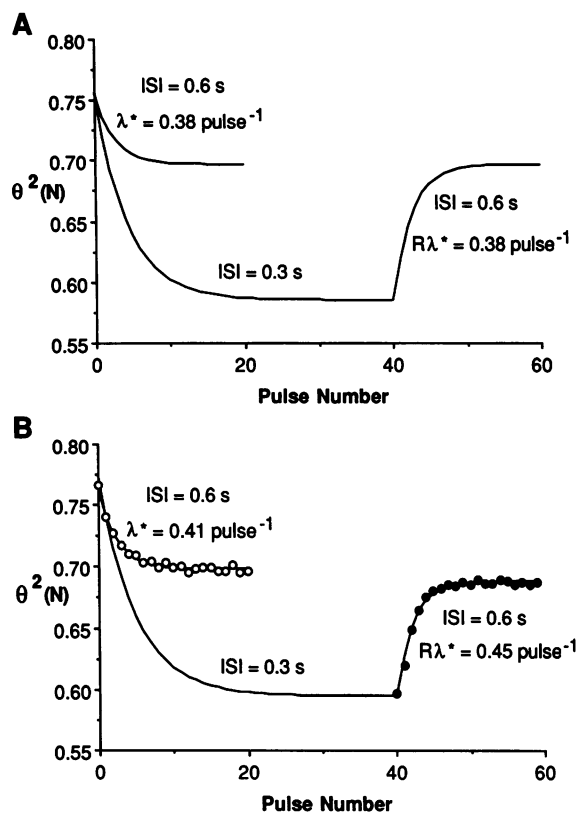 A
0.80
ISI = 0.6 s
0.75
λ* = 0.38 pulse⁻¹
0.70
θ²(N)
ISI = 0.6 s
0.65
Rλ* = 0.38 pulse⁻¹
ISI = 0.3 s
0.60
0.55
0 20 40 60
Pulse Number
B
0.80
ISI = 0.6 s
0.75
λ* = 0.41 pulse⁻¹
0.70
θ²(N)
ISI = 0.6 s
0.65
Rλ* = 0.45 pulse⁻¹
ISI = 0.3 s
0.60
0.55
0 20 40 60
Pulse Number